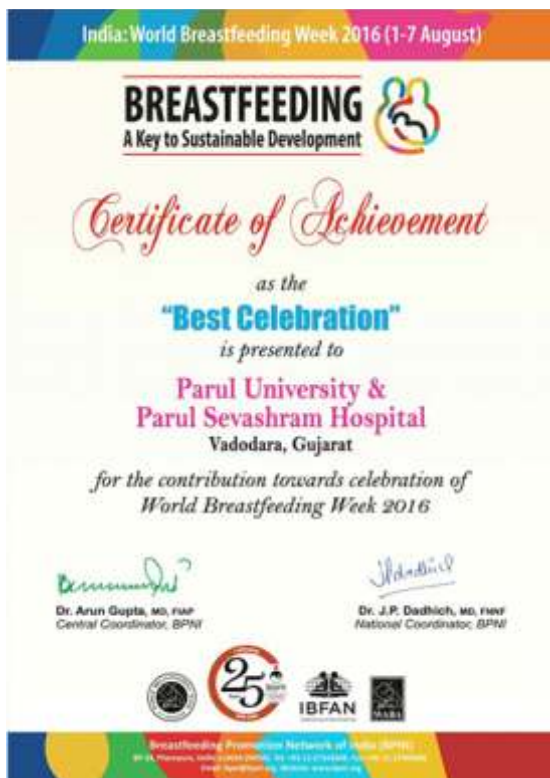 India: World Breastfeeding Week 2016 (1-7 August)
BREASTFEEDING
A Key to Sustainable Development
Certificate of Achievement
as the
“Best Celebration”
is presented to
Parul University &
Parul Sevashram Hospital
Vadodara, Gujarat
for the contribution towards celebration of
World Breastfeeding Week 2016
Dr. Arun Gupta, MD, FIAP
Central Coordinator, BPNI
Dr. J.P. Dadhich, MD, FNNF
National Coordinator, BPNI
25
IBFAN
WABA
Breastfeeding Promotion Network of India (BPNI)